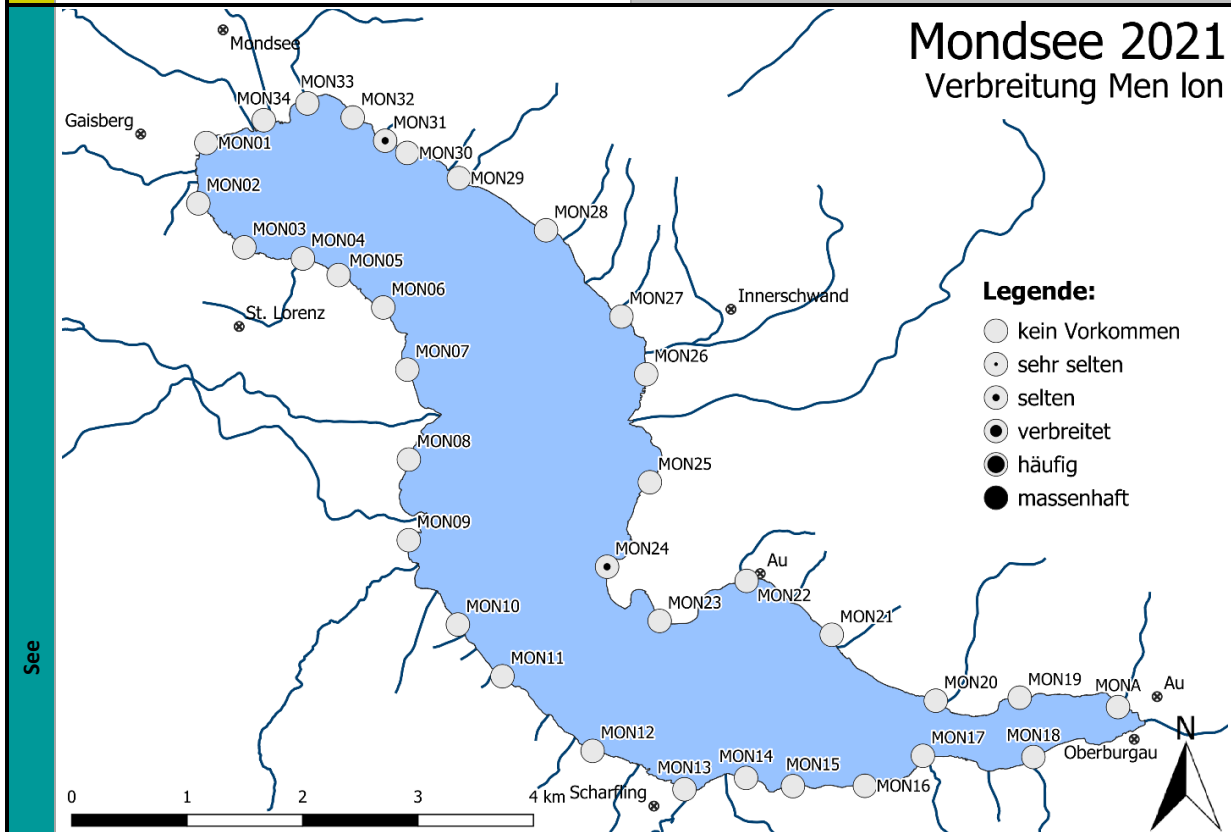 Mondsee 2021
Verbreitung Men lon
Mondsee
MON33
MON34
MON32
Gaisberg
MON31
MON01
MON30
MON29
MON02
MON28
MON03
MON04
MON05
MON06
St. Lorenz
MON27
Innerschwand
MON07
MON26
Legende:
kein Vorkommen
sehr selten
selten
verbreitet
häufig
massenhaft
MON08
MON25
MON09
MON24
Au
MON22
MON23
MON10
MON21
MON11
See
MON20
MON19
MONA
Au
MON12
MON17
MON18
Oberburgau
N
MON13
MON14
MON15
MON16
Scharfling
0 1 2 3 4 km